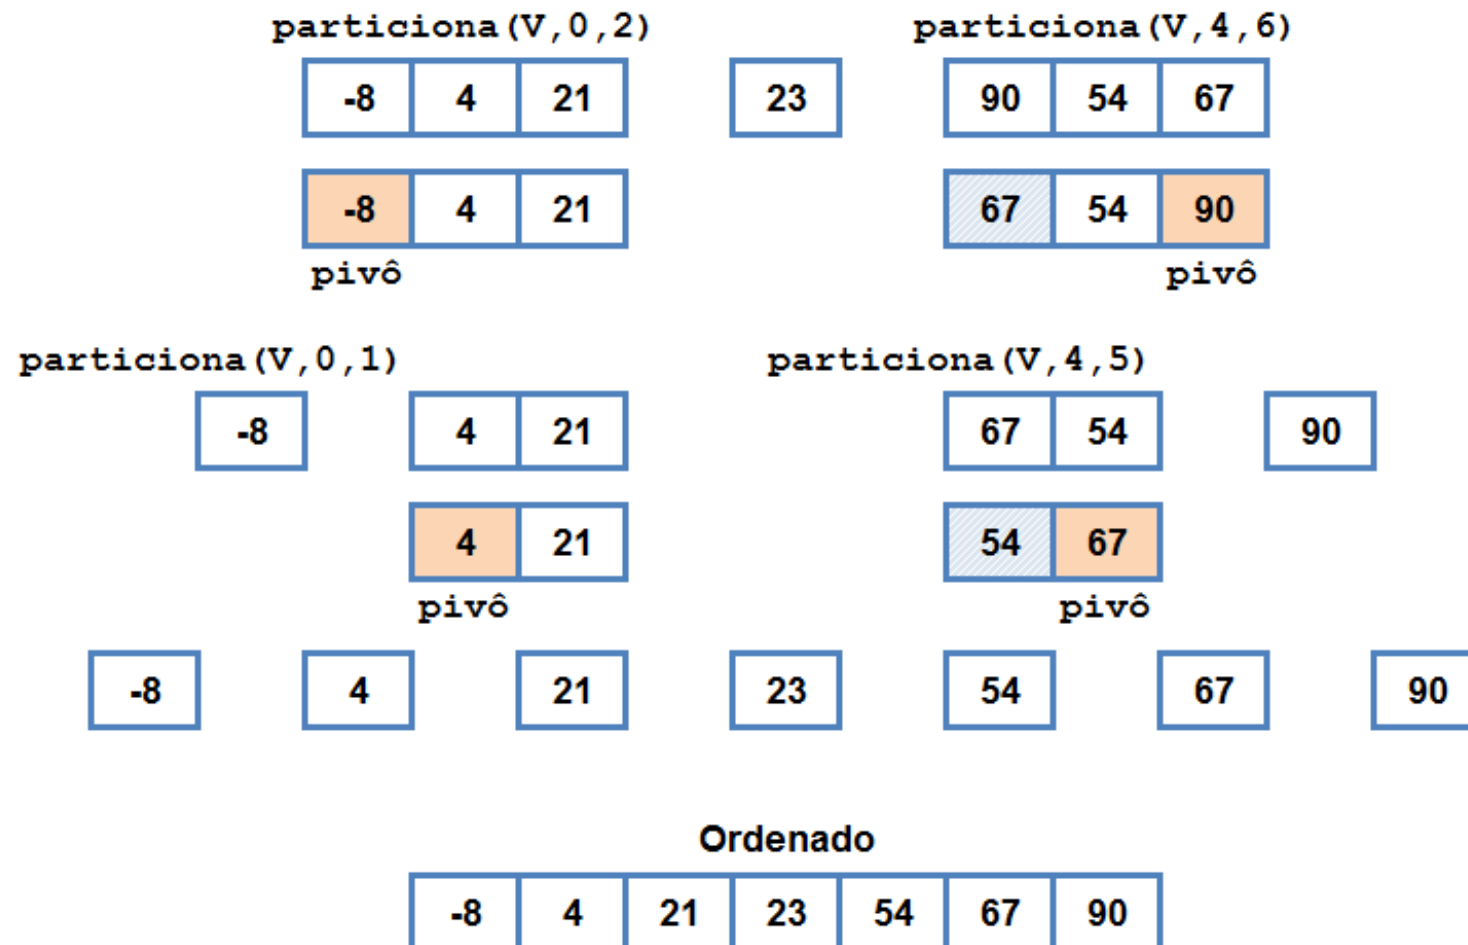 particiona(V,0,2) particiona(V,4,6)
-8 4 21 23 90 54 67
-8 4 21 67 54 90
pivô pivô
particiona(V,0,1) particiona(V,4,5)
-8 4 21 67 54 90
4 21 54 67
pivô pivô
-8 4 21 23 54 67 90
Ordenado
-8 4 21 23 54 67 90